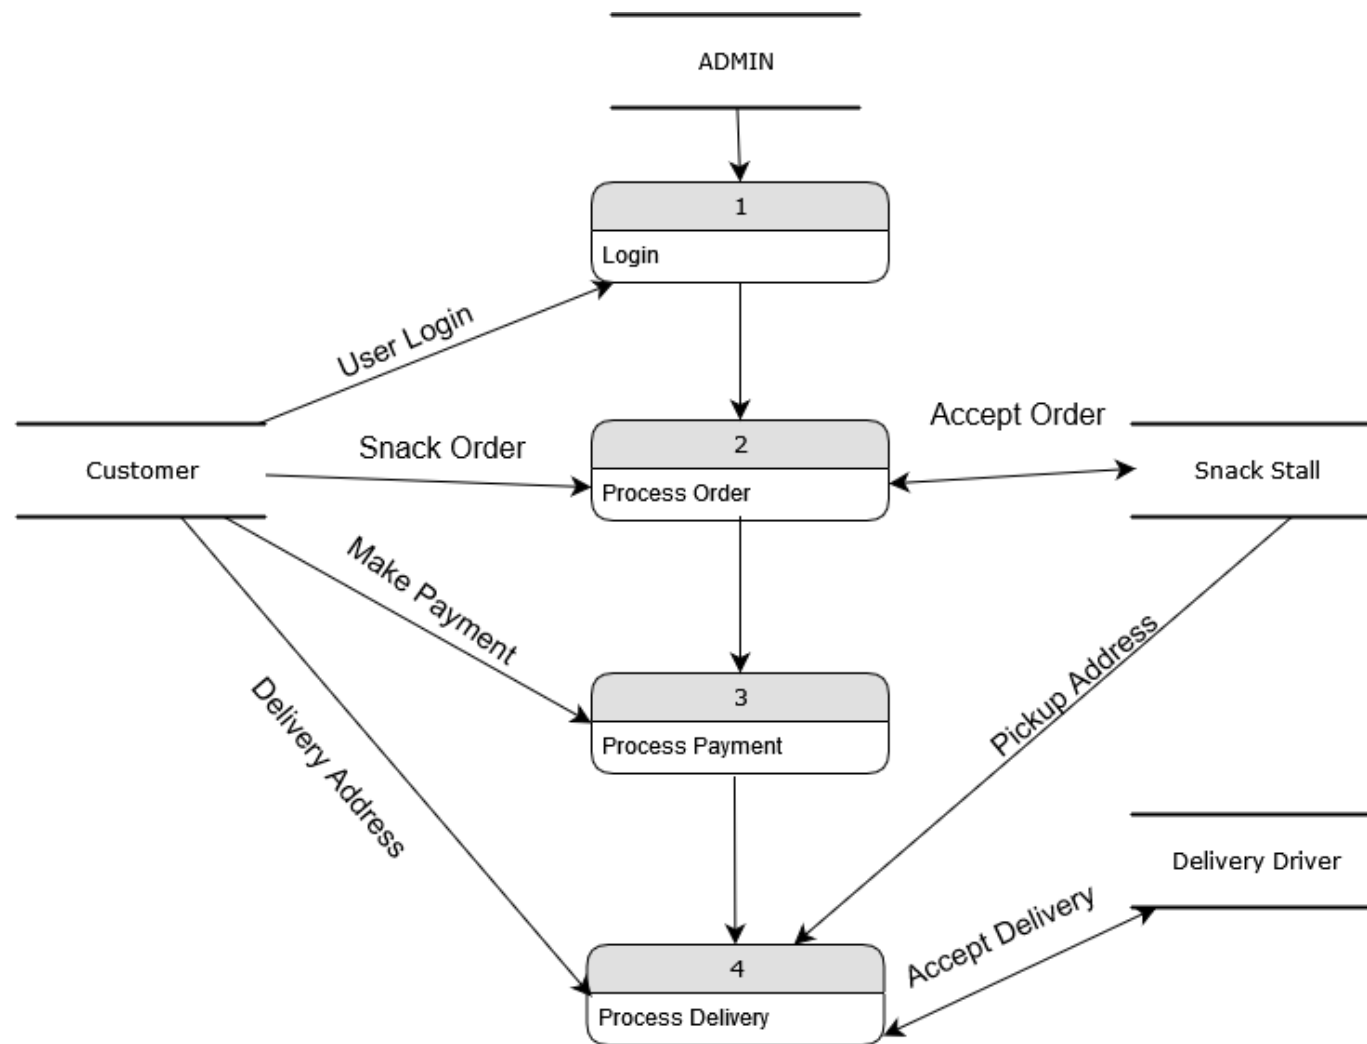 ADMIN
1
Login
User Login
Customer
Snack Order
2
Process Order
Accept Order
Snack Stall
Make Payment
3
Process Payment
Delivery Address
Pickup Address
Delivery Driver
Accept Delivery
4
Process Delivery